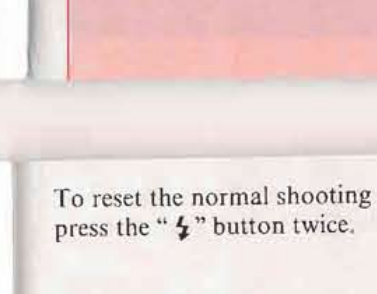 To reset the normal shooting
press the “ ⚡ ” button twice.